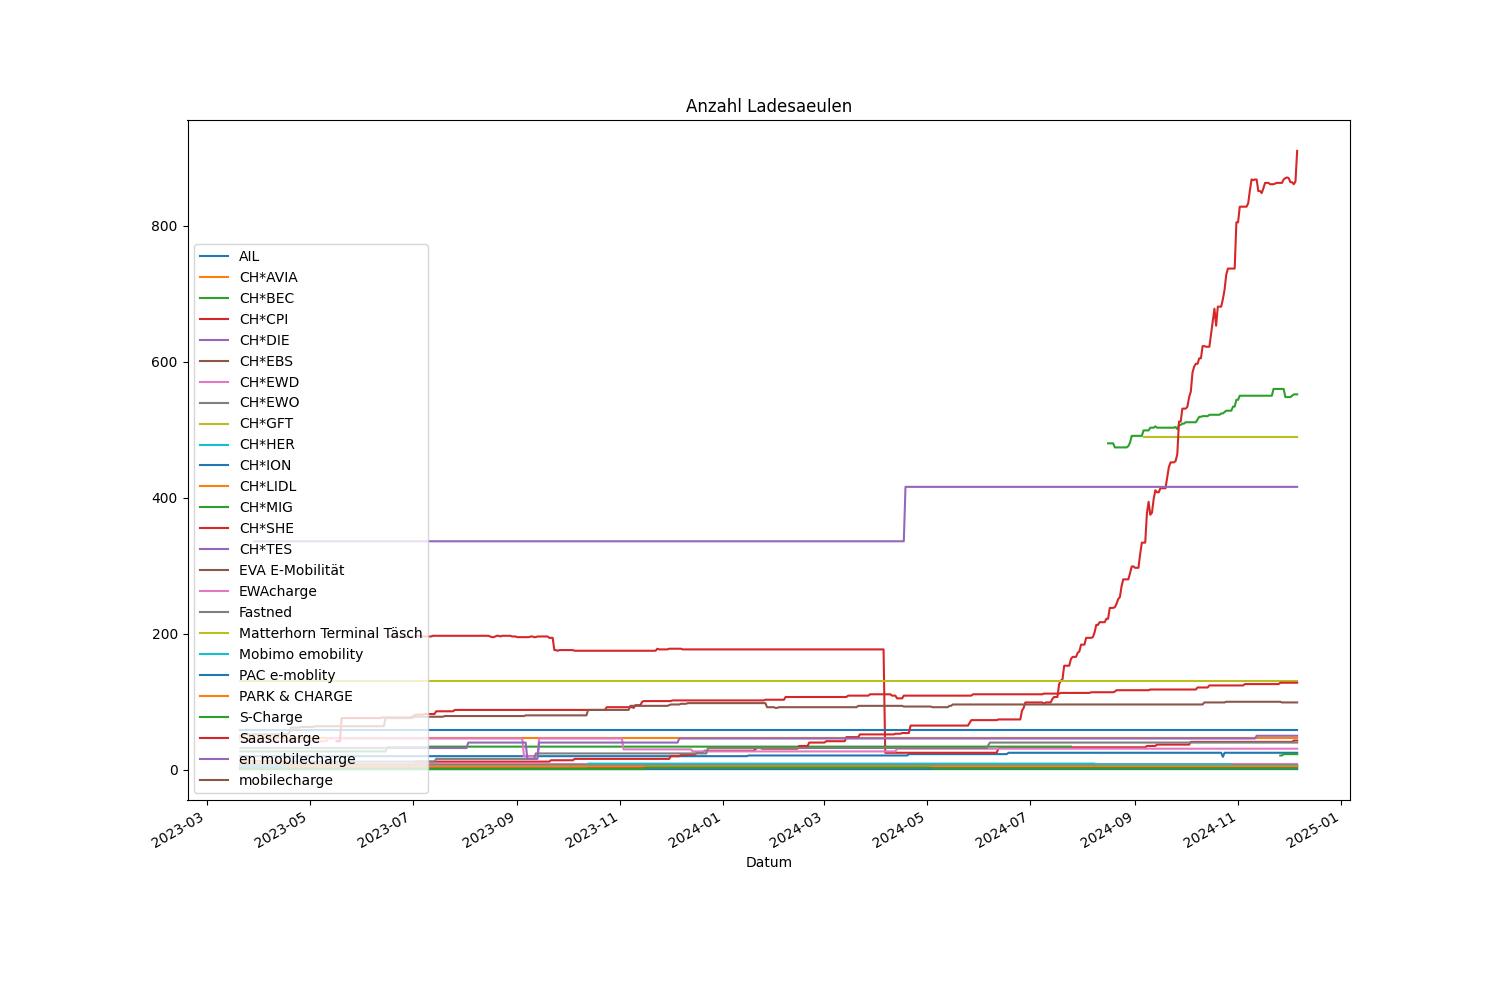 Anzahl Ladesaeulen
800
600
400
200
0
AIL
CH*AVIA
CH*BEC
CH*CPI
CH*DIE
CH*EBS
CH*EWD
CH*EWO
CH*GFT
CH*HER
CH*ION
CH*LIDL
CH*MIG
CH*SHE
CH*TES
EVA E-Mobilität
EWAcharge
Fastned
Matterhorn Terminal Täsch
Mobimo emobility
PAC e-moblity
PARK & CHARGE
S-Charge
Saascharge
en mobilecharge
mobilecharge
2023-03
2023-05
2023-07
2023-09
2023-11
2024-01
2024-03
2024-05
2024-07
2024-09
2024-11
2025-01
Datum